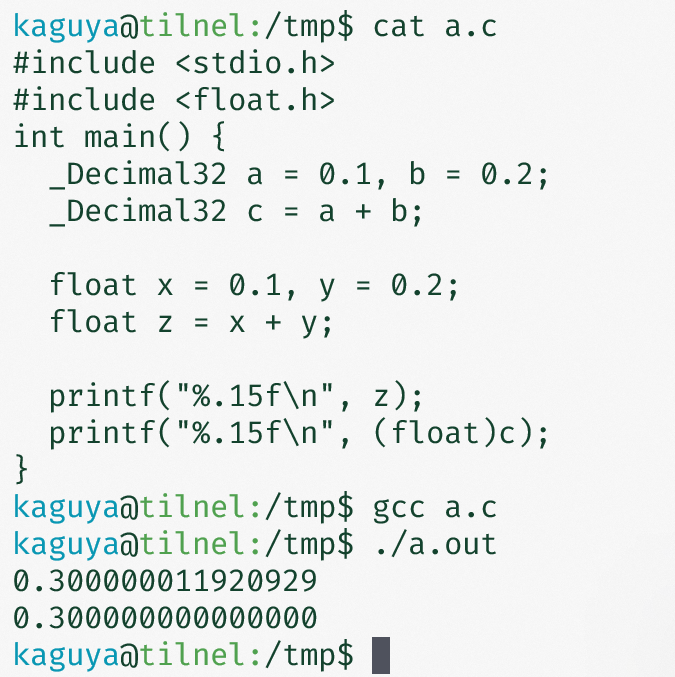 kaguya@tilnel:/tmp$ cat a.c
#include <stdio.h>
#include <float.h>
int main() {
  _Decimal32 a = 0.1, b = 0.2;
  _Decimal32 c = a + b;

  float x = 0.1, y = 0.2;
  float z = x + y;

  printf("%.15f\n", z);
  printf("%.15f\n", (float)c);
}
kaguya@tilnel:/tmp$ gcc a.c
kaguya@tilnel:/tmp$ ./a.out
0.300000011920929
0.300000000000000
kaguya@tilnel:/tmp$